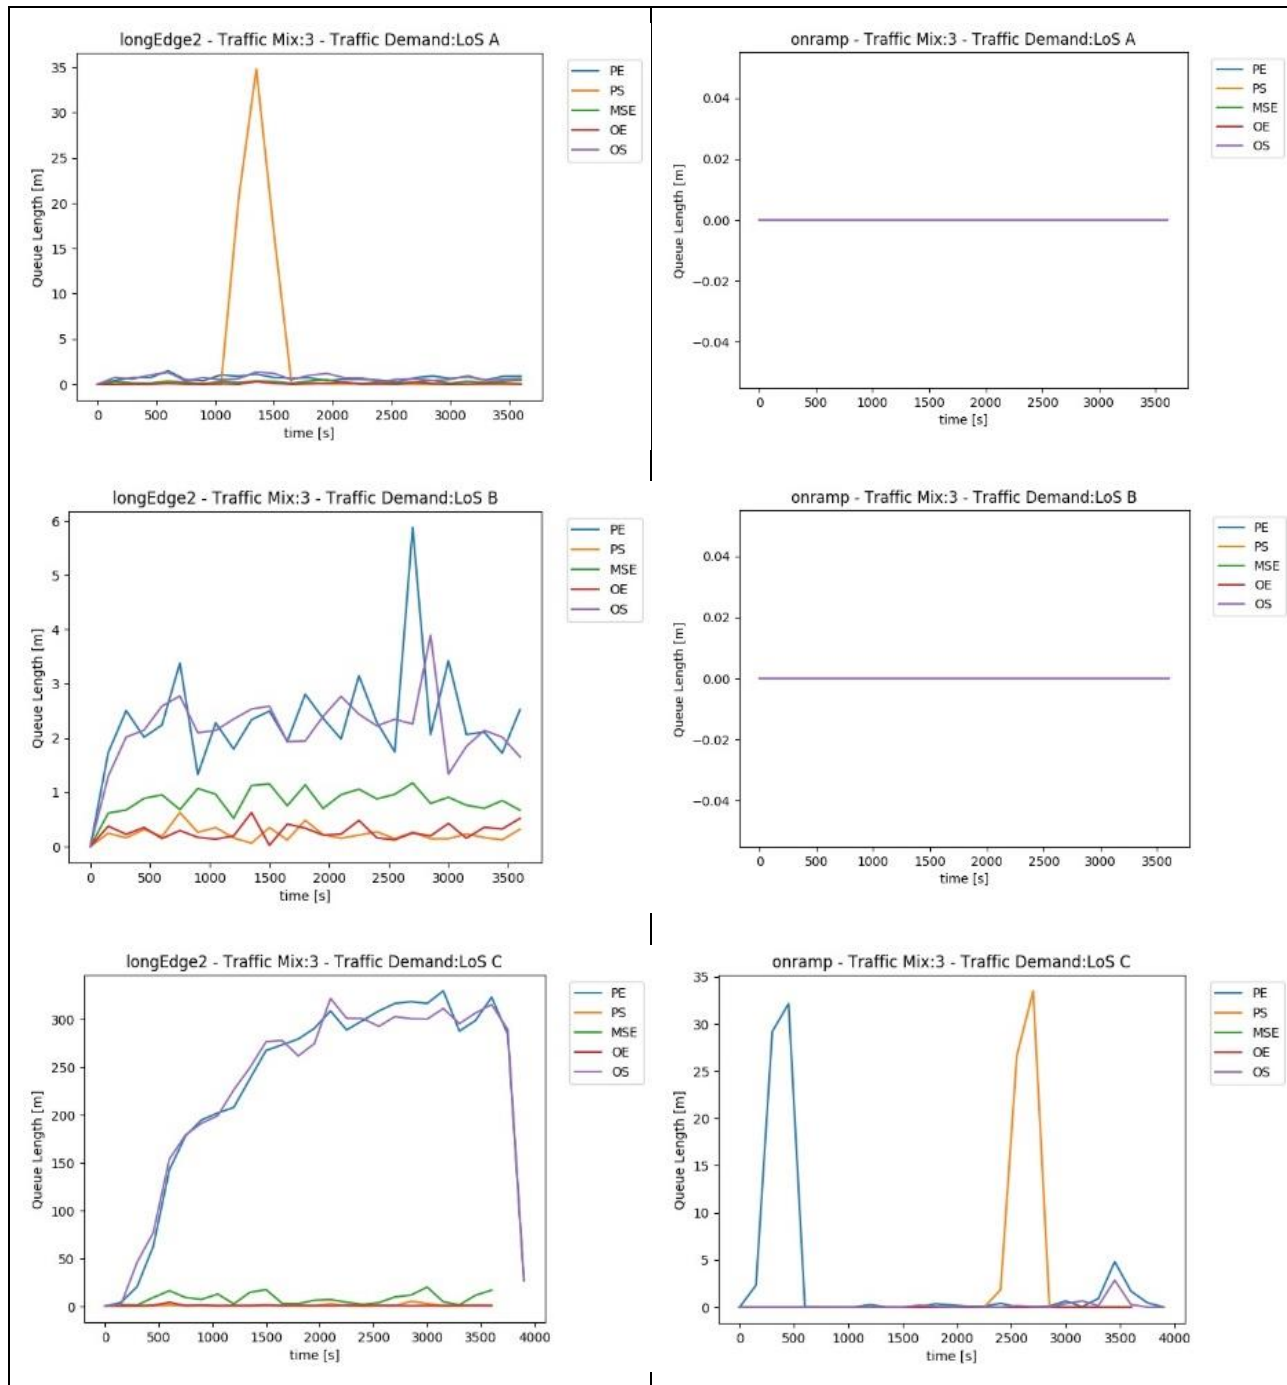 longEdge2 - Traffic Mix:3 - Traffic Demand:LoS A
Queue Length [m]
35
30
25
20
15
10
5
0
0 500 1000 1500 2000 2500 3000 3500
time [s]
PE
PS
MSE
OE
OS
onramp - Traffic Mix:3 - Traffic Demand:LoS A
Queue Length [m]
0.04
0.02
0.00
−0.02
−0.04
0 500 1000 1500 2000 2500 3000 3500
time [s]
PE
PS
MSE
OE
OS
longEdge2 - Traffic Mix:3 - Traffic Demand:LoS B
Queue Length [m]
6
5
4
3
2
1
0
0 500 1000 1500 2000 2500 3000 3500
time [s]
PE
PS
MSE
OE
OS
onramp - Traffic Mix:3 - Traffic Demand:LoS B
Queue Length [m]
0.04
0.02
0.00
−0.02
−0.04
0 500 1000 1500 2000 2500 3000 3500
time [s]
PE
PS
MSE
OE
OS
longEdge2 - Traffic Mix:3 - Traffic Demand:LoS C
Queue Length [m]
300
250
200
150
100
50
0
0 500 1000 1500 2000 2500 3000 3500 4000
time [s]
PE
PS
MSE
OE
OS
onramp - Traffic Mix:3 - Traffic Demand:LoS C
Queue Length [m]
35
30
25
20
15
10
5
0
0 500 1000 1500 2000 2500 3000 3500 4000
time [s]
PE
PS
MSE
OE
OS